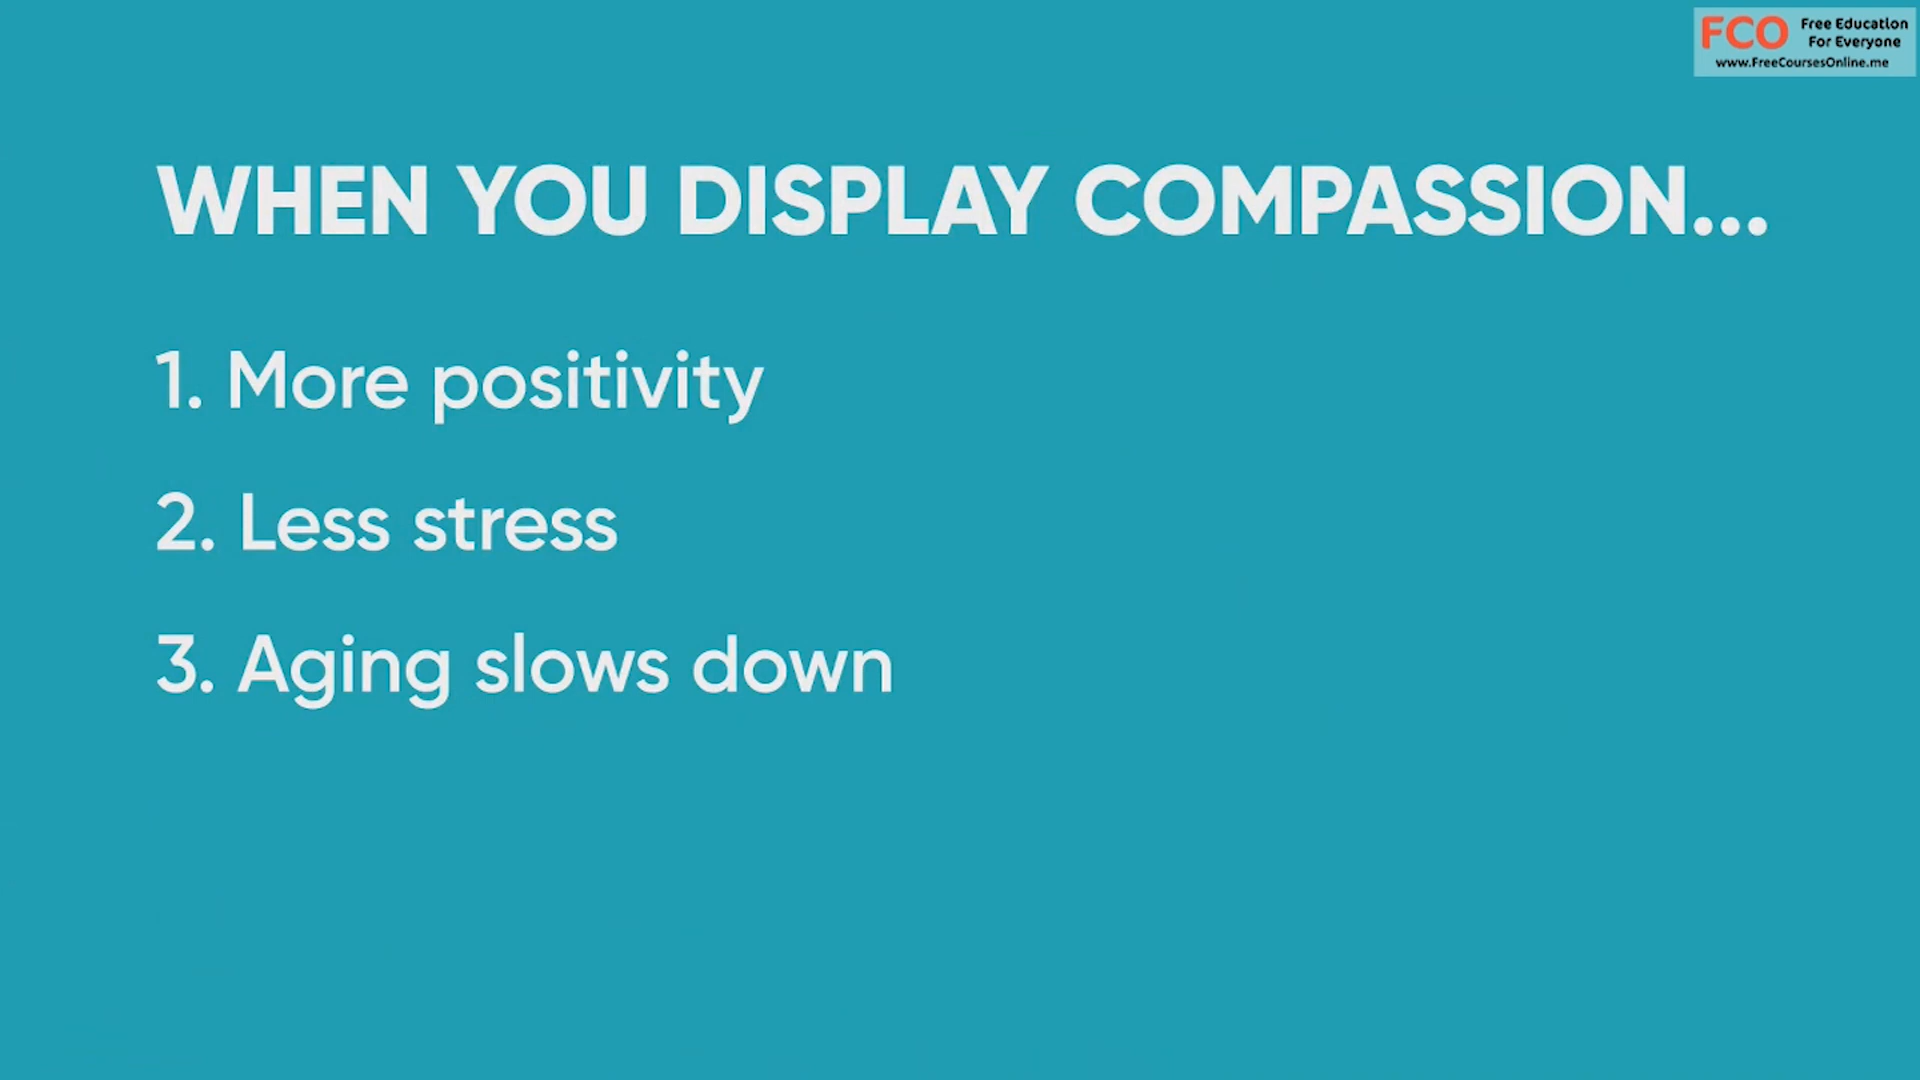 FCO Free Education
For Everyone
www.FreeCoursesOnline.me
WHEN YOU DISPLAY COMPASSION...
1. More positivity
2. Less stress
3. Aging slows down